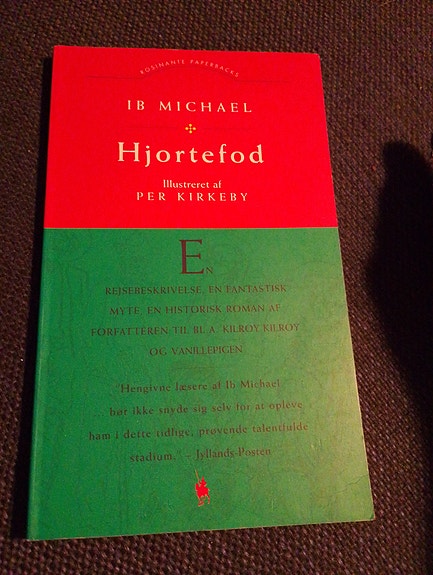 ROSINANTE PAPERBACKS
IB MICHAEL
Hjortefod
Illustreret af
PER KIRKEBY
EN
REJSEBESKRIVELSE, EN FANTASTISK
MYTE, EN HISTORISK ROMAN AF
FORFATTEREN TIL BL.A. KILROY KILROY
OG VANILLEPIGEN
"Hengivne læsere af Ib Michael
bør ikke snyde sig selv for at opleve
ham i dette tidlige, prøvende talentfulde
stadium." – Jyllands-Posten